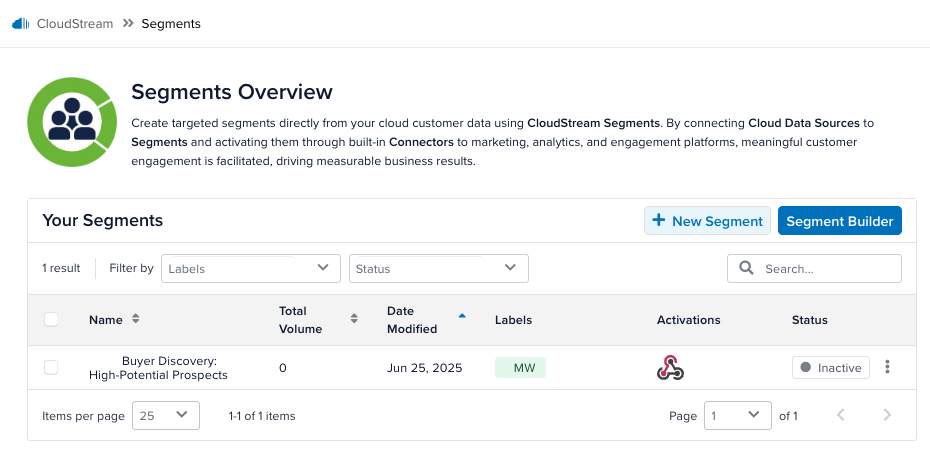 CloudStream Segments
Segments Overview
Create targeted segments directly from your cloud customer data using CloudStream Segments. By connecting Cloud Data Sources to
Segments and activating them through built-in Connectors to marketing, analytics, and engagement platforms, meaningful customer
engagement is facilitated, driving measurable business results.
Your Segments
+ New Segment
Segment Builder
1 result
Filter by
Labels
Status
Search...
Name
Total
Volume
Date
Modified
Labels
Activations
Status
Buyer Discovery:
High-Potential Prospects
0
Jun 25, 2025
MW
Inactive
Items per page 25
1-1 of 1 items
Page 1 of 1